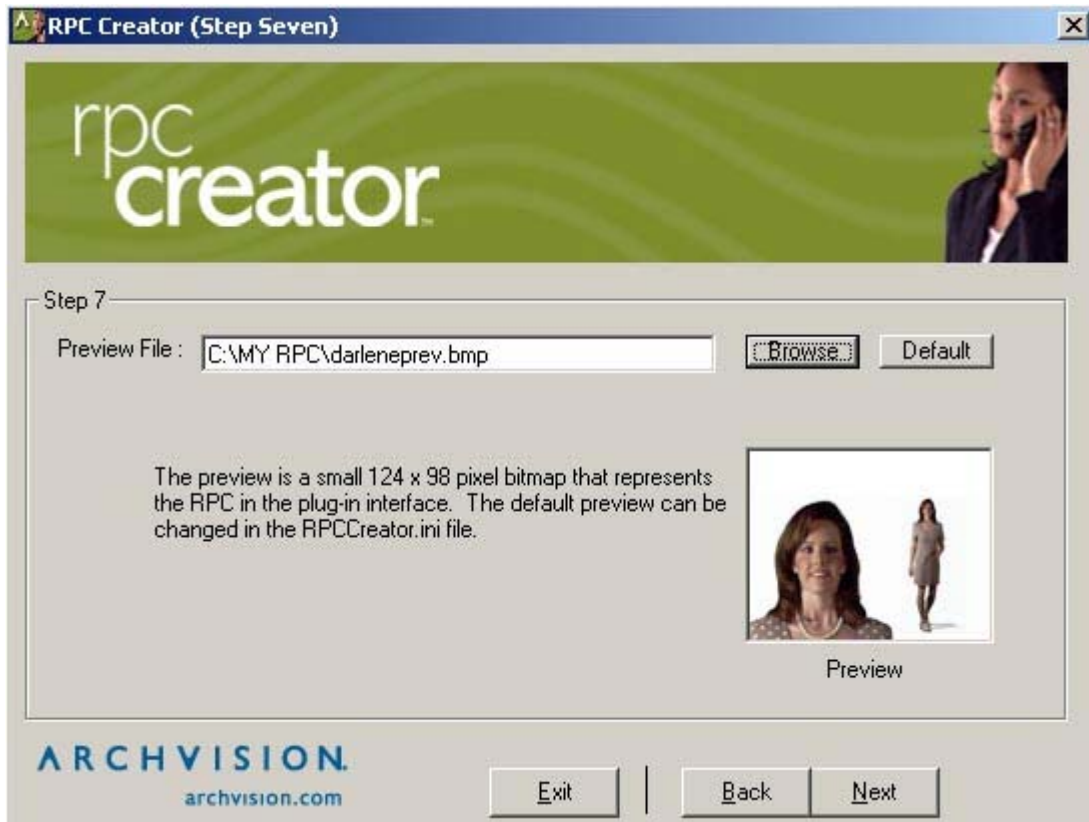 RPC Creator (Step Seven)
rpc
creator™
Step 7
Preview File :
C:\MY RPC\darleneprev.bmp
Browse
Default
The preview is a small 124 x 98 pixel bitmap that represents
the RPC in the plug-in interface.  The default preview can be
changed in the RPCCreator.ini file.
Preview
ARCHVISION.
archvision.com
Exit
Back
Next